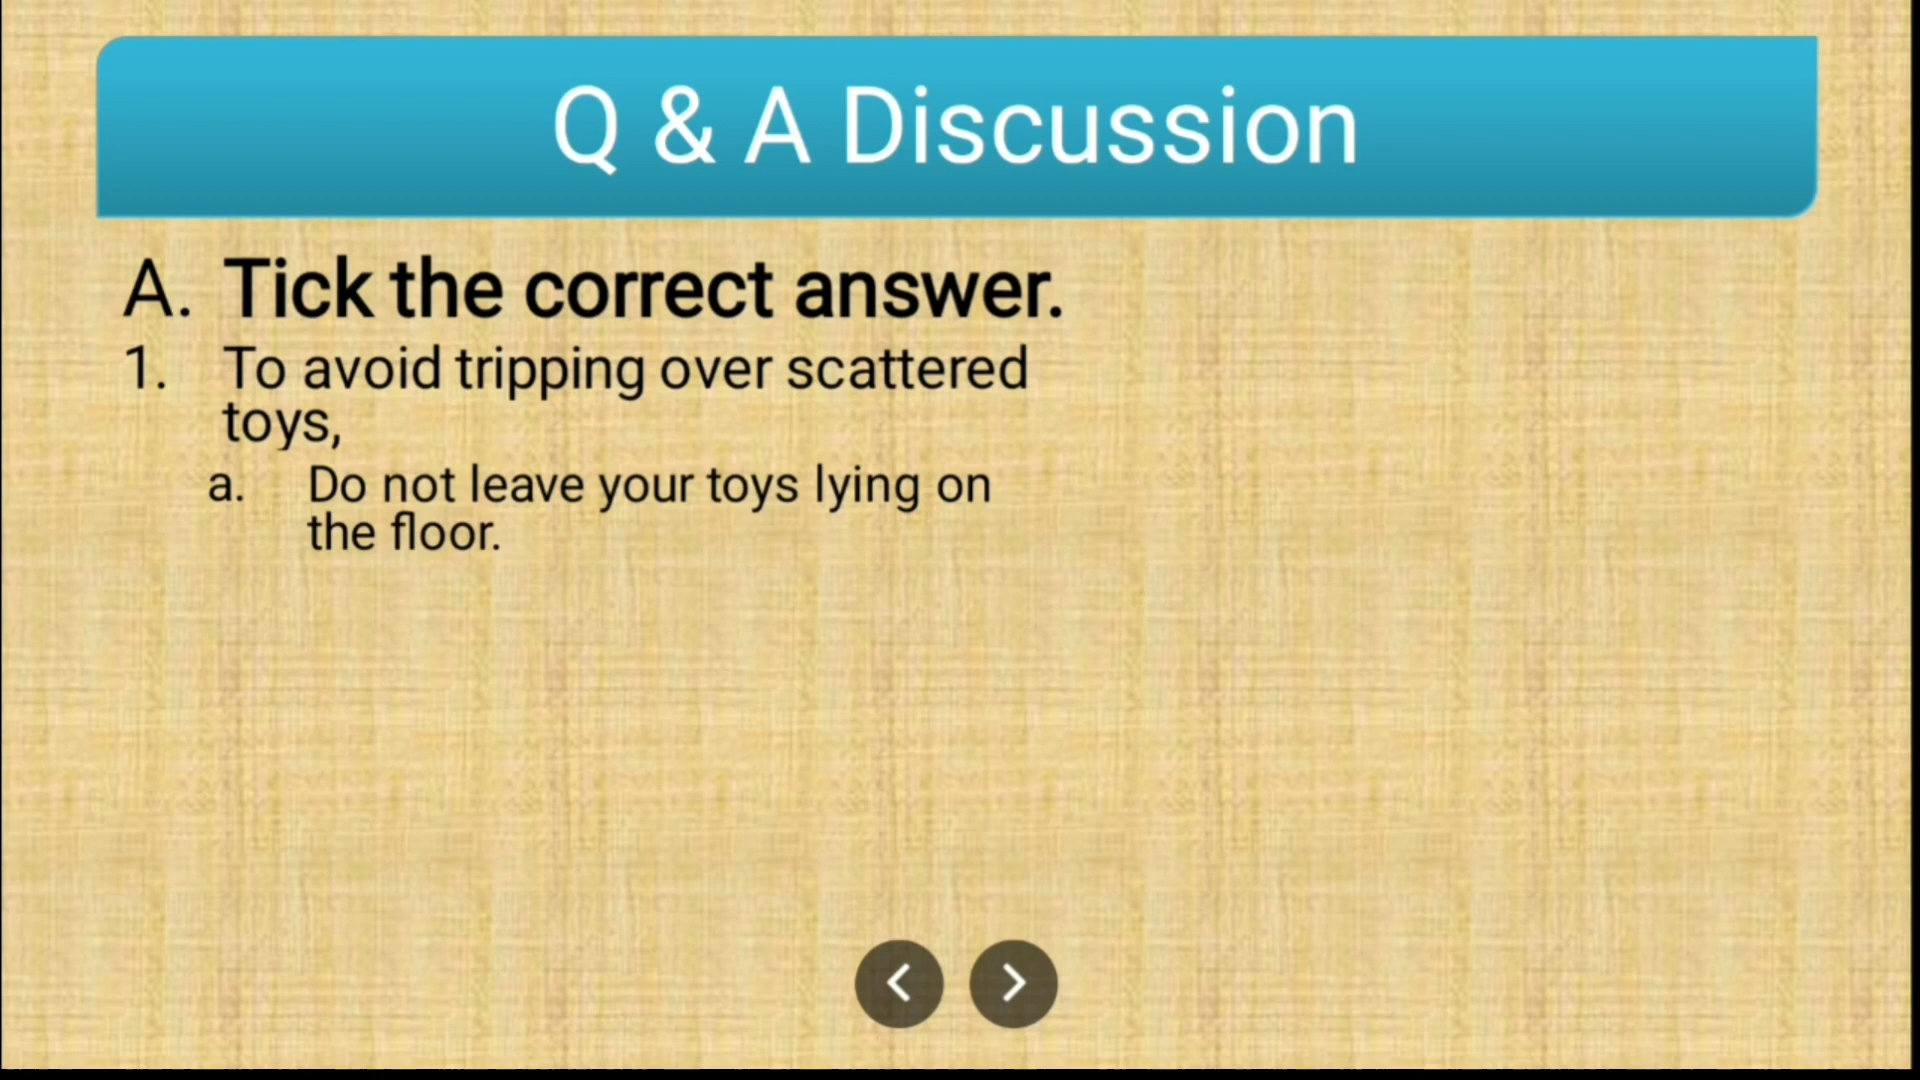 Q & A Discussion
A. Tick the correct answer.
1. To avoid tripping over scattered
toys,
a. Do not leave your toys lying on
the floor.